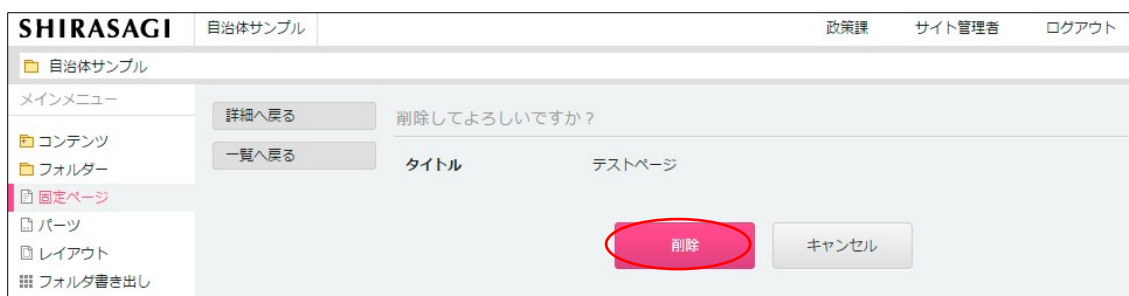 SHIRASAGI 自治体サンプル 政策課 サイト管理者 ログアウト
自治体サンプル
メインメニュー
コンテンツ
フォルダー
固定ページ
パーツ
レイアウト
フォルダ書き出し
詳細へ戻る
一覧へ戻る
削除してよろしいですか？
タイトル テストページ
削除 キャンセル